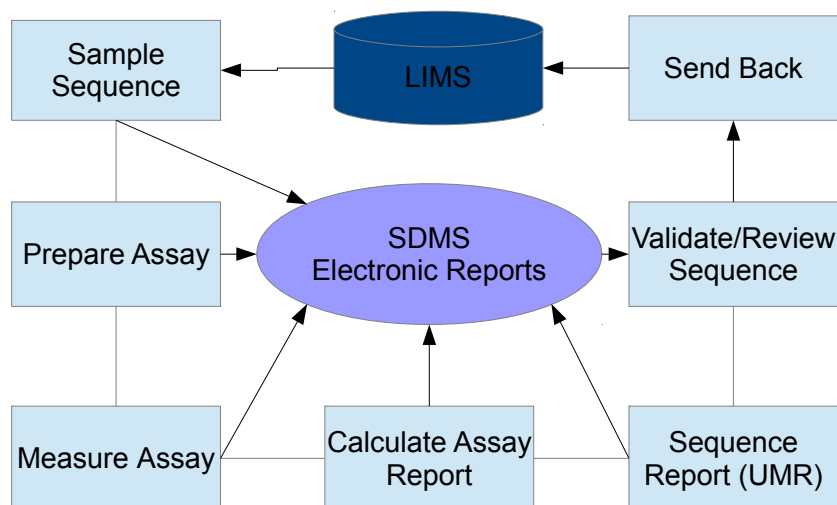 Sample
Sequence
LIMS
Send Back
Prepare Assay
SDMS
Electronic Reports
Validate/Review
Sequence
Measure Assay
Calculate Assay
Report
Sequence
Report (UMR)